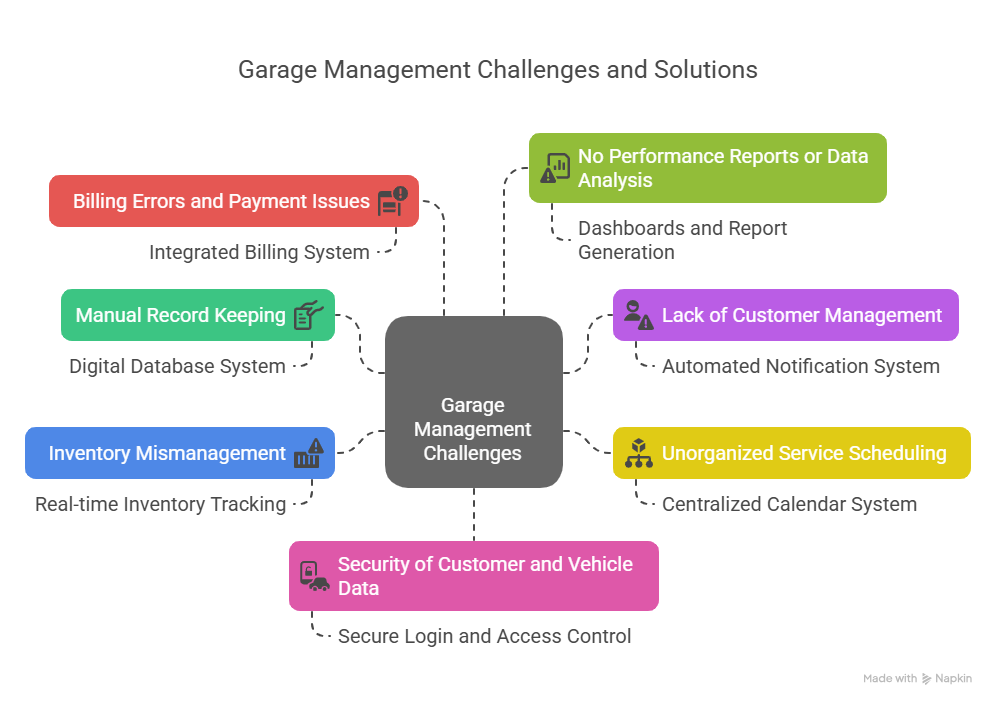 Garage Management Challenges and Solutions
Billing Errors and Payment Issues
Integrated Billing System
Manual Record Keeping
Digital Database System
Inventory Mismanagement
Real-time Inventory Tracking
Garage
Management
Challenges
No Performance Reports or Data
Analysis
Dashboards and Report
Generation
Lack of Customer Management
Automated Notification System
Unorganized Service Scheduling
Centralized Calendar System
Security of Customer and Vehicle
Data
Secure Login and Access Control
Made with Napkin